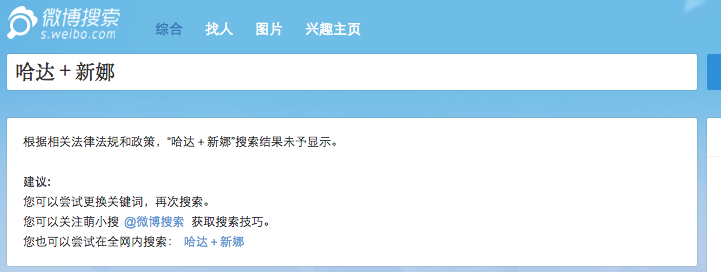 微博搜索
s.weibo.com
综合 找人 图片 兴趣主页
哈达＋新娜
根据相关法律法规和政策，“哈达＋新娜”搜索结果未予显示。
建议：
您可以尝试更换关键词，再次搜索。
您可以关注萌小搜 @微博搜索 获取搜索技巧。
您也可以尝试在全网内搜索： 哈达＋新娜